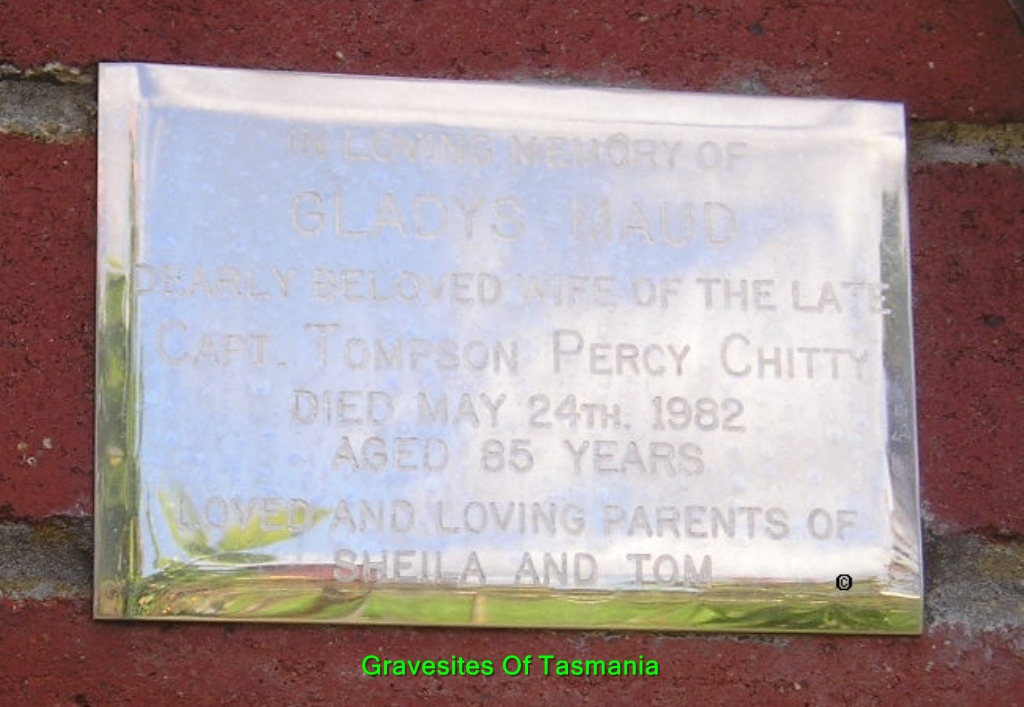 IN LOVING MEMORY OF
GLADYS MAUD
DEARLY BELOVED WIFE OF THE LATE
CAPT. TOMPSON PERCY CHITTY
DIED MAY 24TH. 1982
AGED 85 YEARS
LOVED AND LOVING PARENTS OF
SHEILA AND TOM
©
Gravesites Of Tasmania